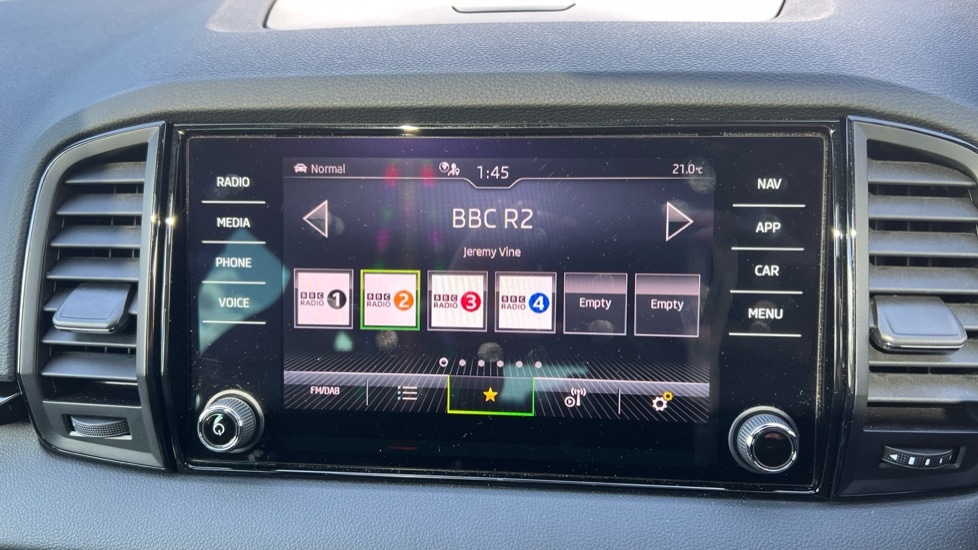 Normal
1:45
21.0°C
RADIO
MEDIA
PHONE
VOICE
BBC R2
Jeremy Vine
BBC RADIO 1
BBC RADIO 2
BBC RADIO 3
BBC RADIO 4
Empty
Empty
FM/DAB
NAV
APP
CAR
MENU